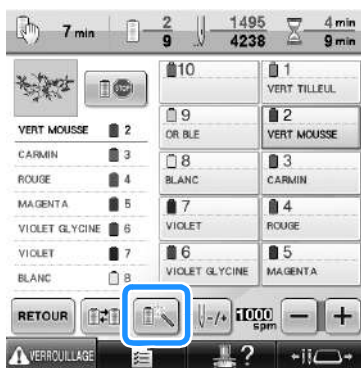 7 min 2 1495 4 min
9 4238 9 min
STOP
VERT MOUSSE 2
CARMIN 3
ROUGE 4
MAGENTA 5
VIOLET GLYCINE 6
VIOLET 7
BLANC 8
10
1
VERT TILLEUL
9
OR BLE
2
VERT MOUSSE
8
BLANC
3
CARMIN
7
VIOLET
4
ROUGE
6
VIOLET GLYCINE
5
MAGENTA
RETOUR -/+ 1000 spm - +
VERROUILLAGE ?